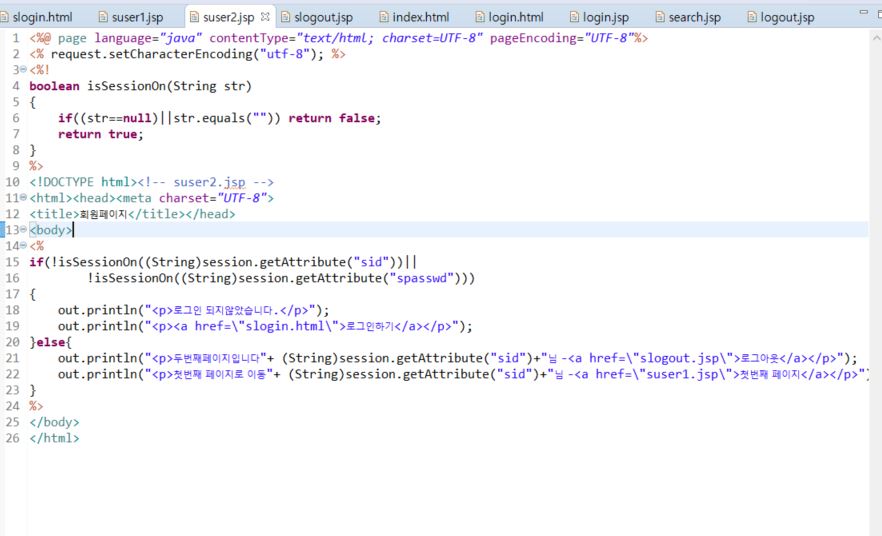 slogin.html suser1.jsp suser2.jsp slogout.jsp index.html login.html login.jsp search.jsp logout.jsp
1 <%@ page language="java" contentType="text/html; charset=UTF-8" pageEncoding="UTF-8"%>
2 <% request.setCharacterEncoding("utf-8"); %>
3 <%!
4 boolean isSessionOn(String str)
5 {
6     if((str==null)||str.equals("")) return false;
7     return true;
8 }
9 %>
10 <!DOCTYPE html><!-- suser2.jsp -->
11 <html><head><meta charset="UTF-8">
12 <title>회원페이지</title></head>
13 <body>
14 <%
15 if(!isSessionOn((String)session.getAttribute("sid"))||
16         !isSessionOn((String)session.getAttribute("spasswd")))
17 {
18     out.println("<p>로그인 되지않았습니다.</p>");
19     out.println("<p><a href=\"slogin.html\">로그인하기</a></p>");
20 }else{
21     out.println("<p>두번째페이지입니다"+ (String)session.getAttribute("sid")+"님 -<a href=\"slogout.jsp\">로그아웃</a></p>");
22     out.println("<p>첫번째 페이지로 이동"+ (String)session.getAttribute("sid")+"님 -<a href=\"suser1.jsp\">첫번째 페이지</a></p>")
23 }
24 %>
25 </body>
26 </html>